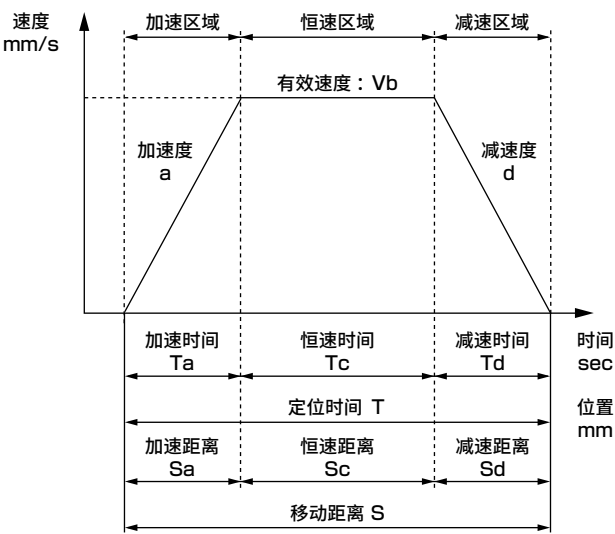 速度
mm/s
加速区域
恒速区域
减速区域
有效速度：Vb
加速度
a
减速度
d
加速时间
Ta
恒速时间
Tc
减速时间
Td
时间
sec
定位时间 T
位置
mm
加速距离
Sa
恒速距离
Sc
减速距离
Sd
移动距离 S